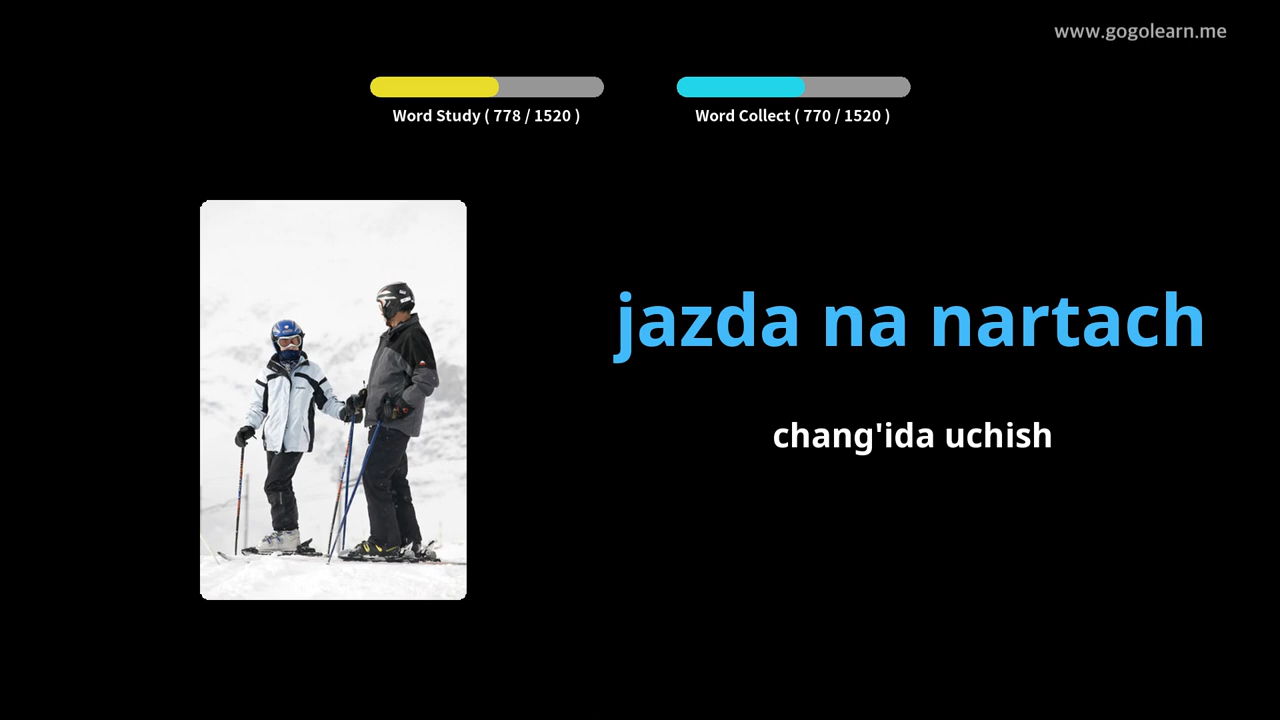 www.gogolearn.me
Word Study ( 778 / 1520 )
Word Collect ( 770 / 1520 )
jazda na nartach
chang'ida uchish